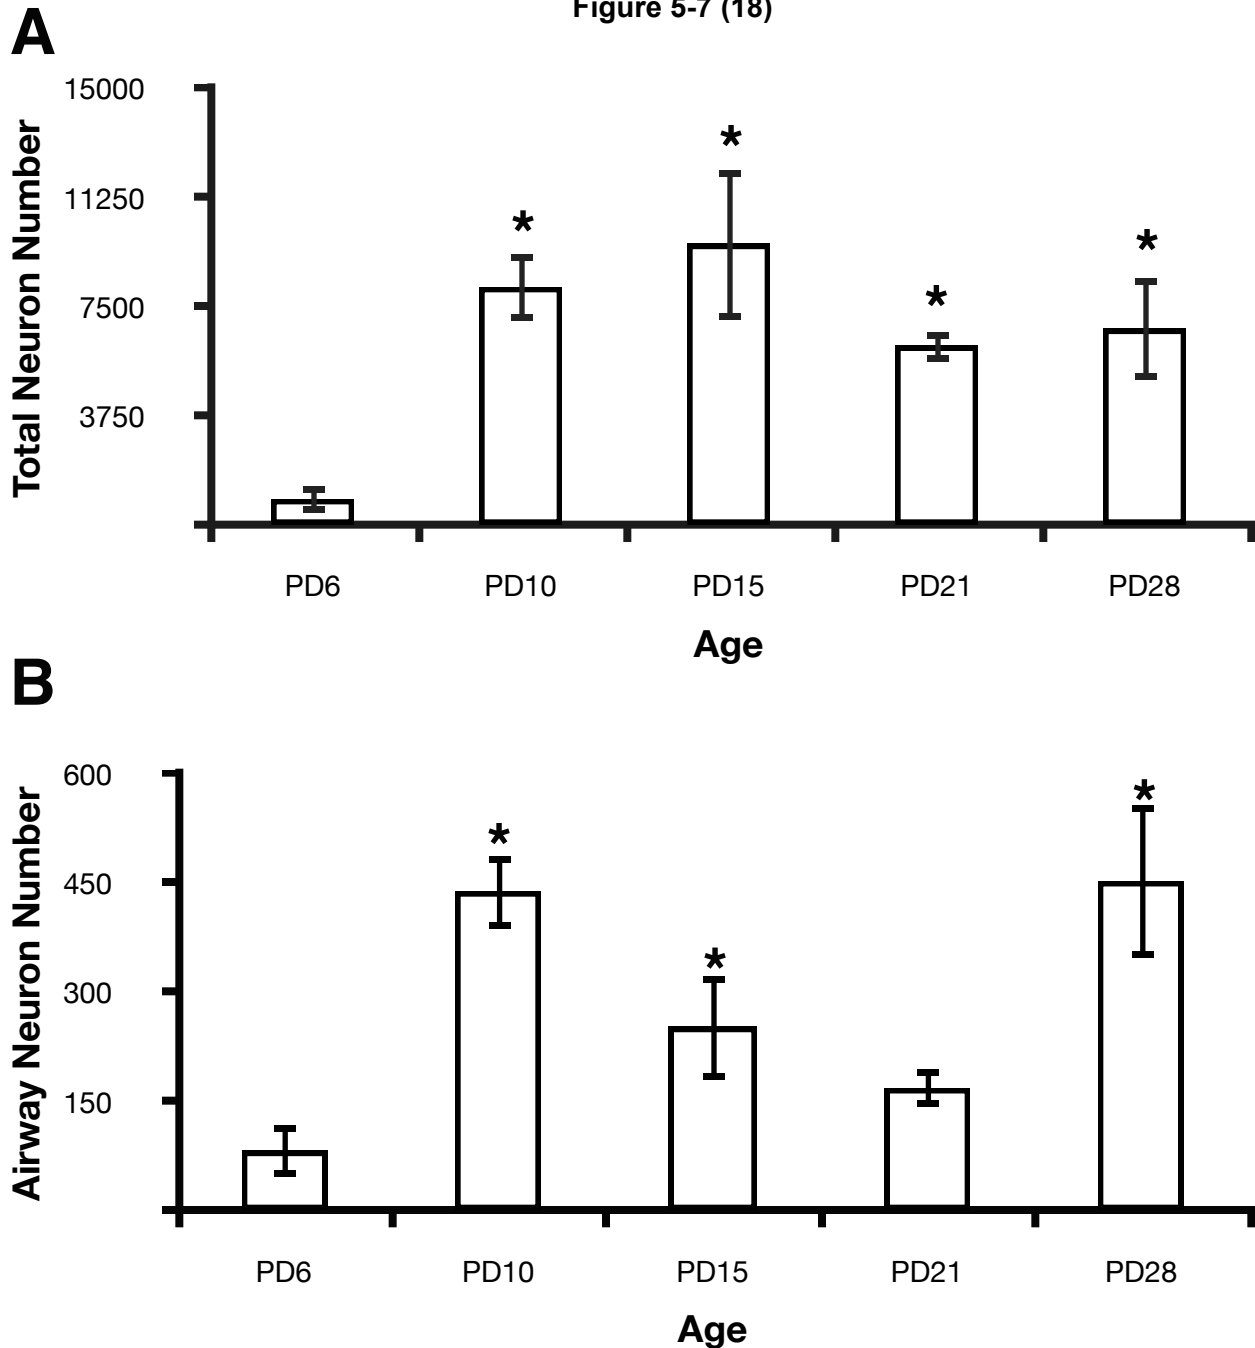 Figure 5-7 (18)
A
Total Neuron Number
15000
11250
7500
3750
*
*
*
*
PD6 PD10 PD15 PD21 PD28
Age
B
Airway Neuron Number
600
450
300
150
*
*
*
PD6 PD10 PD15 PD21 PD28
Age